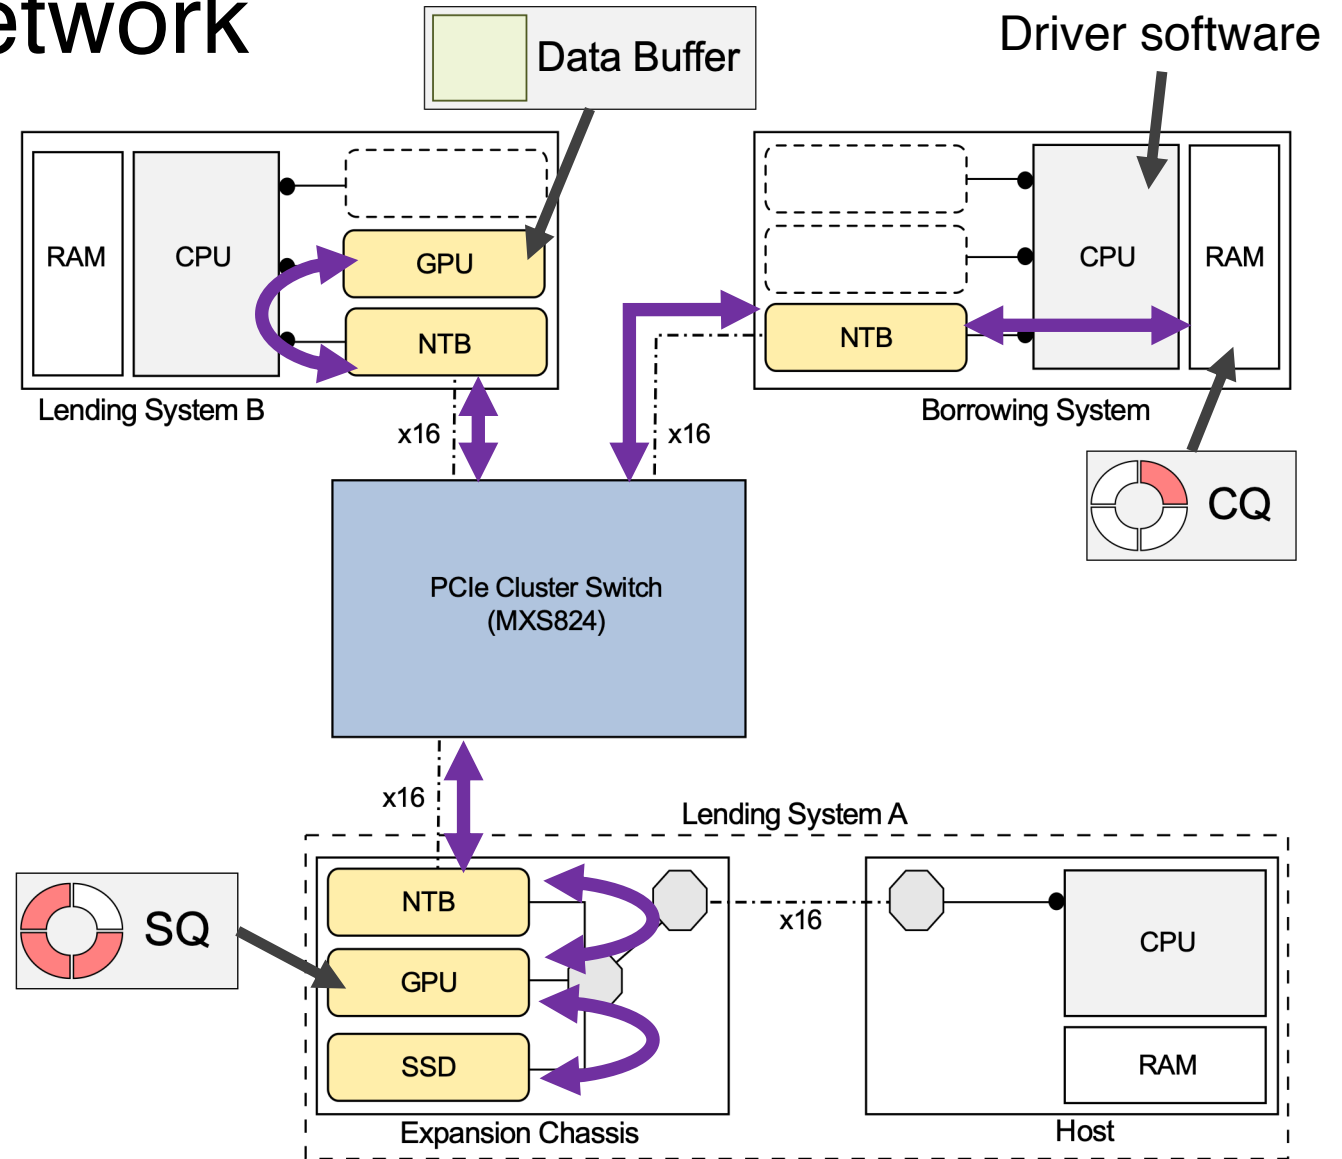 etwork
Data Buffer
Driver software
RAM
CPU
GPU
NTB
Lending System B
x16
CPU
RAM
NTB
Borrowing System
x16
CQ
PCIe Cluster Switch
(MXS824)
x16
Lending System A
SQ
NTB
GPU
SSD
Expansion Chassis
x16
CPU
RAM
Host